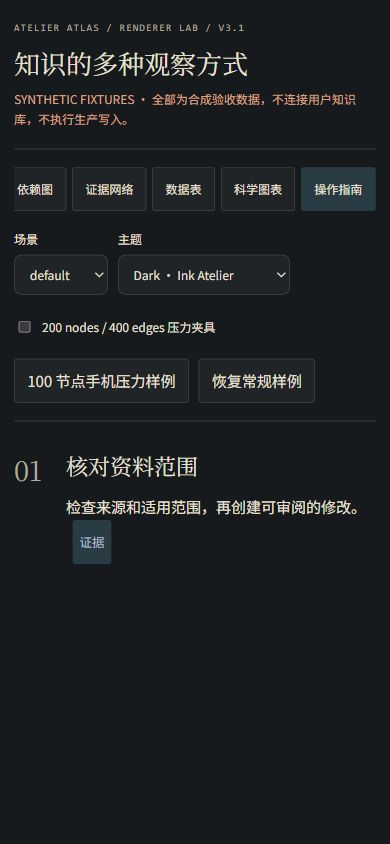 ATELIER ATLAS / RENDERER LAB / V3.1
知识的多种观察方式
SYNTHETIC FIXTURES · 全部为合成验收数据，不连接用户知识
库，不执行生产写入。
依赖图
证据网络
数据表
科学图表
操作指南
场景
主题
default
Dark · Ink Atelier
200 nodes / 400 edges 压力夹具
100 节点手机压力样例
恢复常规样例
01
核对资料范围
检查来源和适用范围，再创建可审阅的修改。
证据